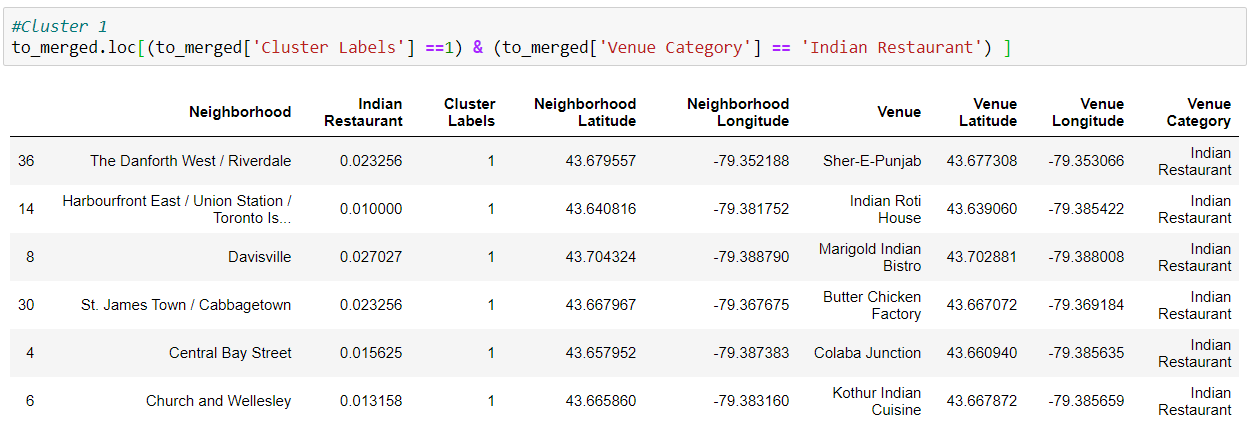 #Cluster 1
to_merged.loc[(to_merged['Cluster Labels'] ==1) & (to_merged['Venue Category'] == 'Indian Restaurant') ]
Neighborhood Indian Restaurant Cluster Labels Neighborhood Latitude Neighborhood Longitude Venue Venue Latitude Venue Longitude Venue Category
36 The Danforth West / Riverdale 0.023256 1 43.679557 -79.352188 Sher-E-Punjab 43.677308 -79.353066 Indian Restaurant
14 Harbourfront East / Union Station / Toronto Is... 0.010000 1 43.640816 -79.381752 Indian Roti House 43.639060 -79.385422 Indian Restaurant
8 Davisville 0.027027 1 43.704324 -79.388790 Marigold Indian Bistro 43.702881 -79.388008 Indian Restaurant
30 St. James Town / Cabbagetown 0.023256 1 43.667967 -79.367675 Butter Chicken Factory 43.667072 -79.369184 Indian Restaurant
4 Central Bay Street 0.015625 1 43.657952 -79.387383 Colaba Junction 43.660940 -79.385635 Indian Restaurant
6 Church and Wellesley 0.013158 1 43.665860 -79.383160 Kothur Indian Cuisine 43.667872 -79.385659 Indian Restaurant